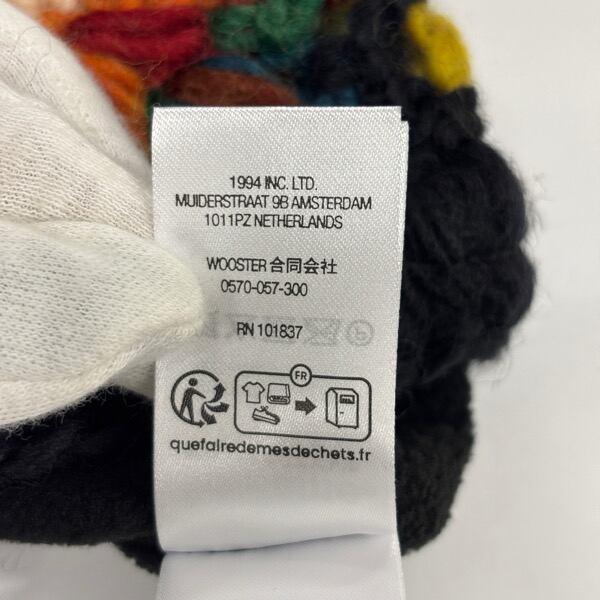 1994 INC. LTD.
MUIDERSTRAAT 9B AMSTERDAM
1011PZ NETHERLANDS
WOOSTER 合同会社
0570-057-300
RN 101837
FR
quefairedemesdechets.fr